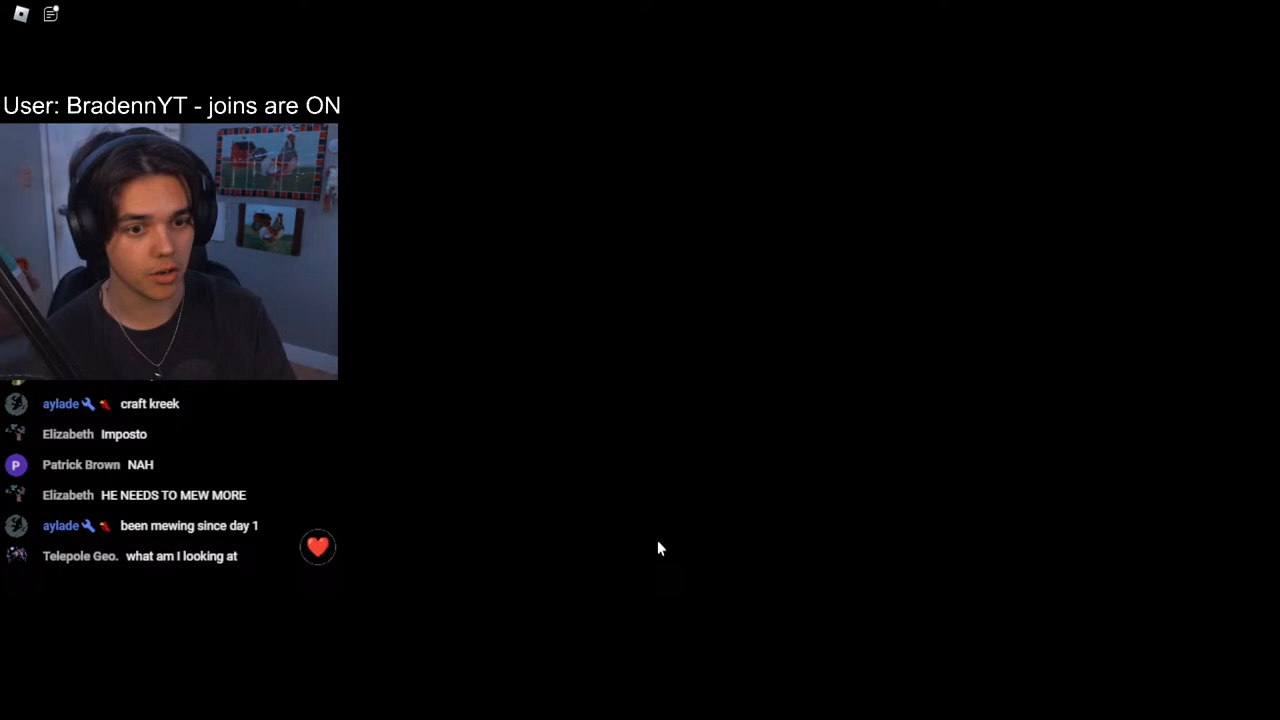 User: BradennYT - joins are ON
aylade craft kreek
Elizabeth Imposto
P Patrick Brown NAH
Elizabeth HE NEEDS TO MEW MORE
aylade been mewing since day 1
Telepole Geo. what am I looking at